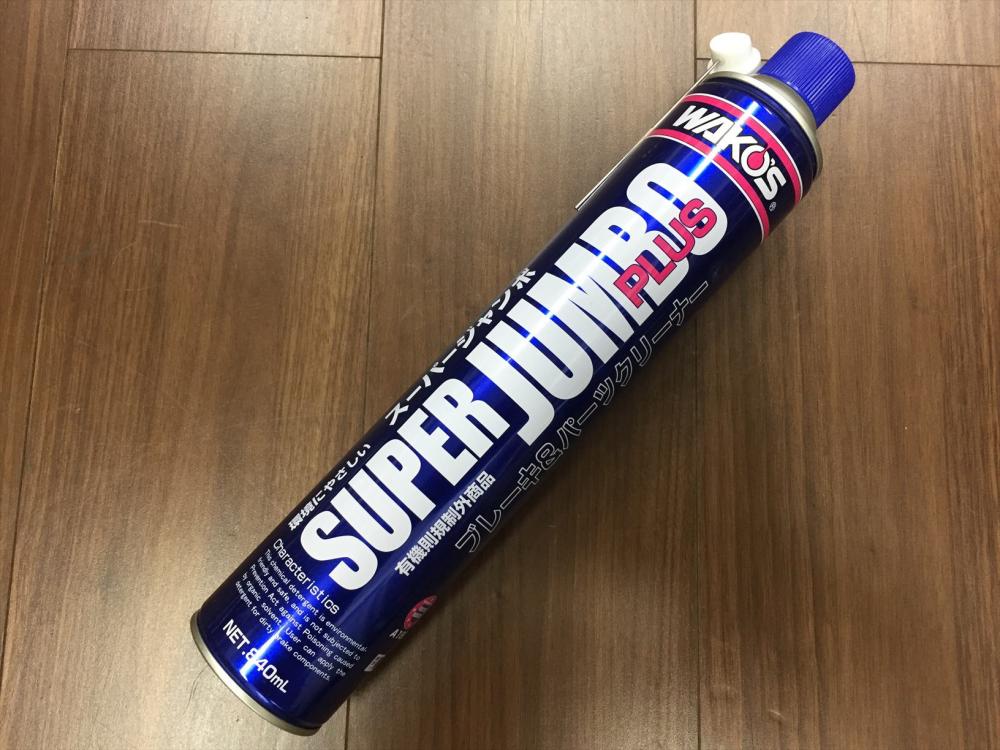 WAKO'S®
SUPER JUMBO
PLUS
環境にやさしい スーパージャンボ
有機則規制外商品
ブレーキ&パーツクリーナー
Characteristics
This chemical detergent is environmental-
friendly and safe, and is not subjected to
Prevention Act against Poisoning caused
by organic solvent. User can apply the
detergent for dirty brake components.
NET.840mL